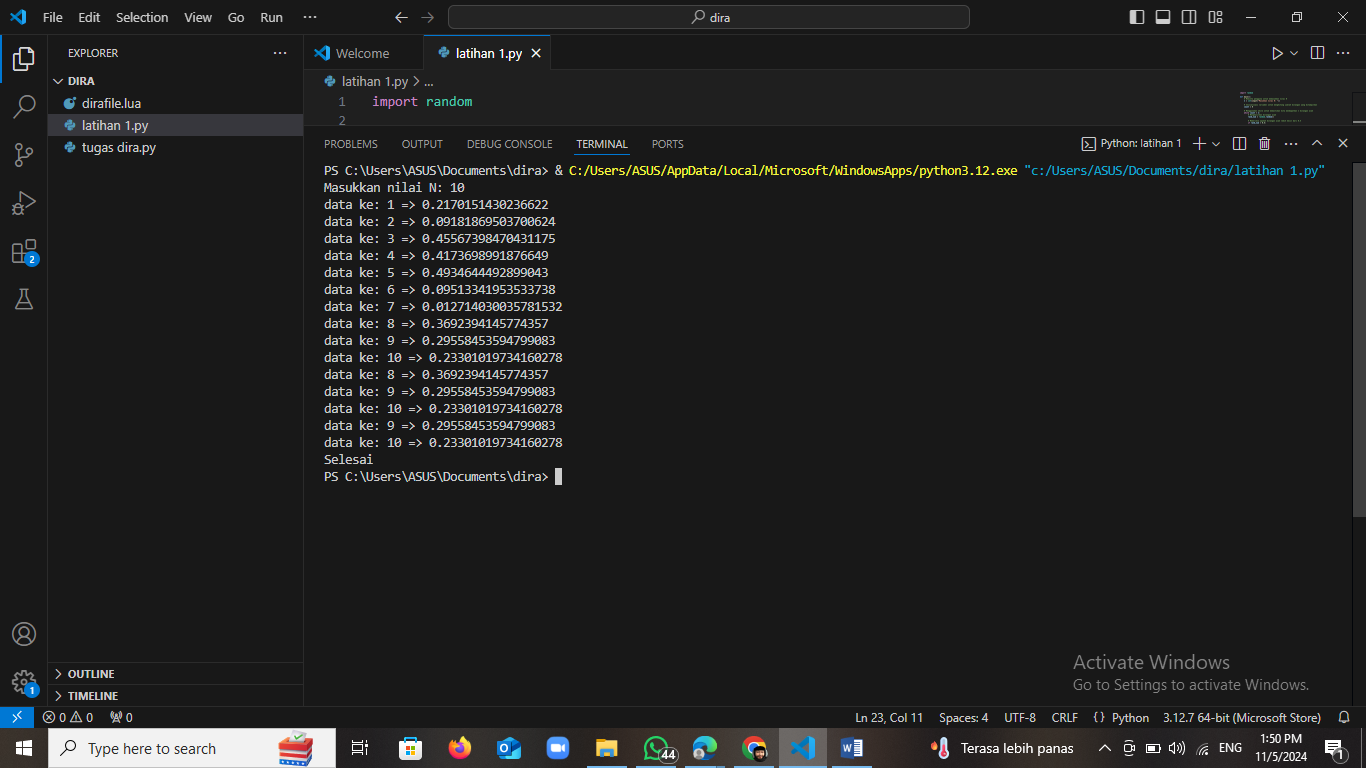 File Edit Selection View Go Run ··· dira
EXPLORER ···
DIRA
dirafile.lua
latihan 1.py
tugas dira.py
OUTLINE
TIMELINE
2
1
Welcome latihan 1.py
latihan 1.py > ...
1 import random
2
PROBLEMS OUTPUT DEBUG CONSOLE TERMINAL PORTS Python: latihan 1
PS C:\Users\ASUS\Documents\dira> & C:/Users/ASUS/AppData/Local/Microsoft/WindowsApps/python3.12.exe "c:/Users/ASUS/Documents/dira/latihan 1.py"
Masukkan nilai N: 10
data ke: 1 => 0.2170151430236622
data ke: 2 => 0.09181869503700624
data ke: 3 => 0.45567398470431175
data ke: 4 => 0.4173698991876649
data ke: 5 => 0.4934644492899043
data ke: 6 => 0.09513341953533738
data ke: 7 => 0.012714030035781532
data ke: 8 => 0.3692394145774357
data ke: 9 => 0.29558453594799083
data ke: 10 => 0.23301019734160278
data ke: 8 => 0.3692394145774357
data ke: 9 => 0.29558453594799083
data ke: 10 => 0.23301019734160278
data ke: 9 => 0.29558453594799083
data ke: 10 => 0.23301019734160278
Selesai
PS C:\Users\ASUS\Documents\dira>
Activate Windows
Go to Settings to activate Windows.
0 0 0 Ln 23, Col 11 Spaces: 4 UTF-8 CRLF {} Python 3.12.7 64-bit (Microsoft Store)
Type here to search 44 Terasa lebih panas ENG 1:50 PM
11/5/2024 1